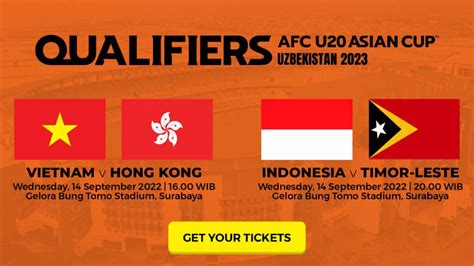 QUALIFIERS
AFC U20 ASIAN CUP™
UZBEKISTAN 2023
VIETNAM v HONG KONG
Wednesday, 14 September 2022 | 16.00 WIB
Gelora Bung Tomo Stadium, Surabaya
INDONESIA v TIMOR-LESTE
Wednesday, 14 September 2022 | 20.00 WIB
Gelora Bung Tomo Stadium, Surabaya
GET YOUR TICKETS